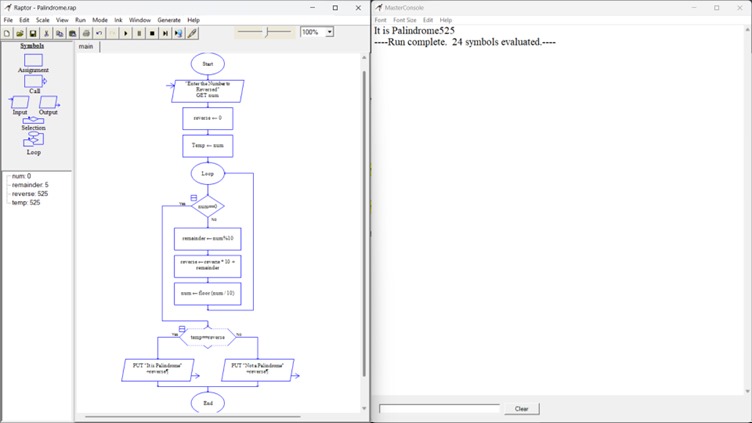 Raptor - Palindrome.rap
File Edit Scale View Run Mode Ink Window Generate Help
100%
Symbols
Assignment
Call
Input Output
Selection
Loop
num: 0
remainder: 5
reverse: 525
temp: 525
main
Start
"Enter the Number to
Reversed"
GET num
reverse ← 0
Temp ← num
Loop
num==0
Yes
No
remainder ← num%10
reverse ← reverse * 10 +
remainder
num ← floor (num / 10)
Yes
temp==reverse
No
PUT "It is Palindrome"
+reverse¶
PUT "Not a Palindrome"
+reverse¶
End
MasterConsole
Font Font Size Edit Help
It is Palindrome525
----Run complete. 24 symbols evaluated.----
Clear